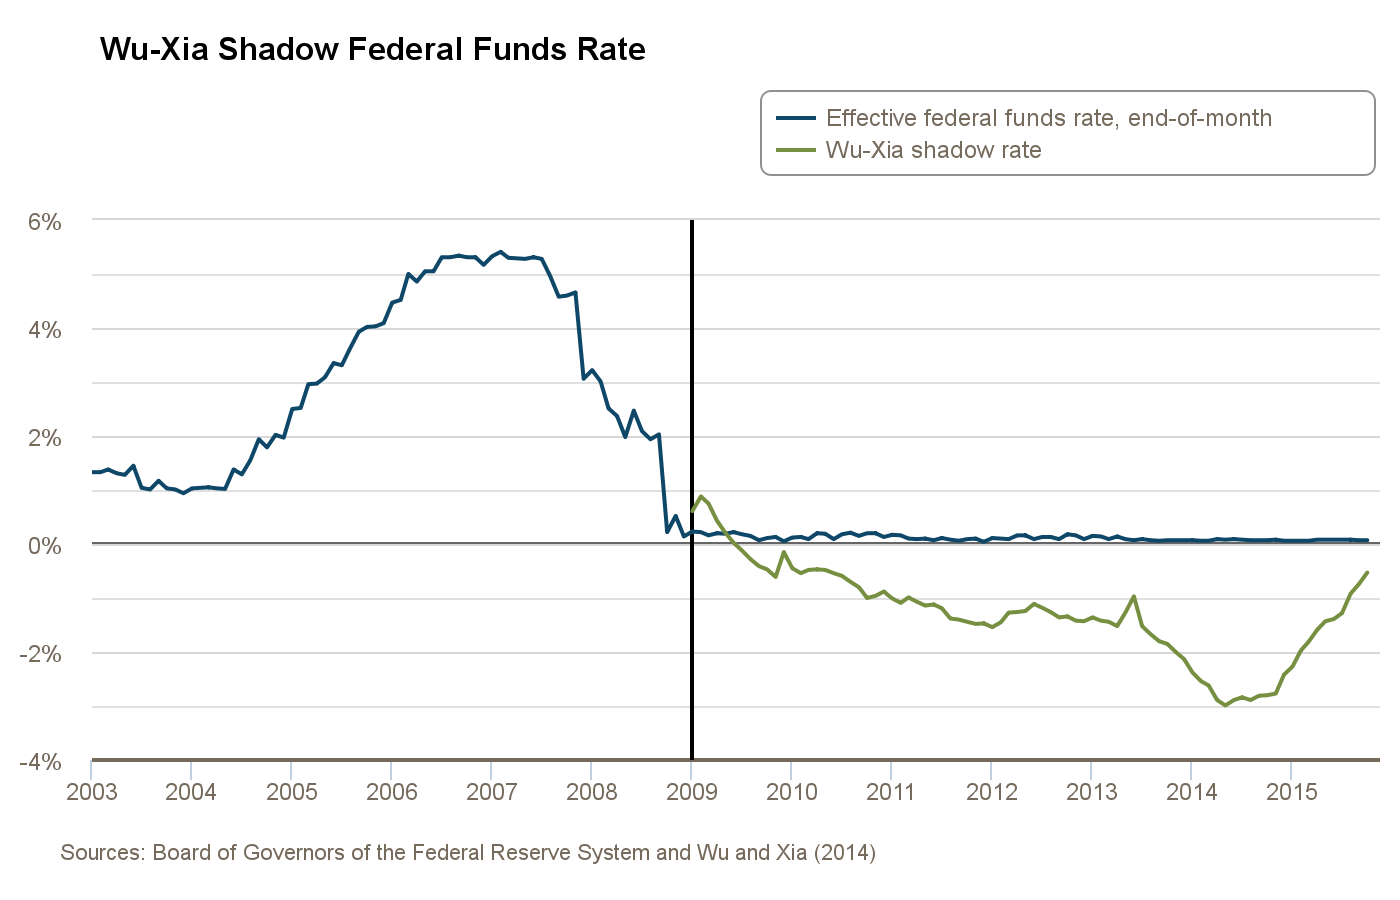 Wu-Xia Shadow Federal Funds Rate
Effective federal funds rate, end-of-month
Wu-Xia shadow rate
6%
4%
2%
0%
-2%
-4%
2003 2004 2005 2006 2007 2008 2009 2010 2011 2012 2013 2014 2015
Sources: Board of Governors of the Federal Reserve System and Wu and Xia (2014)